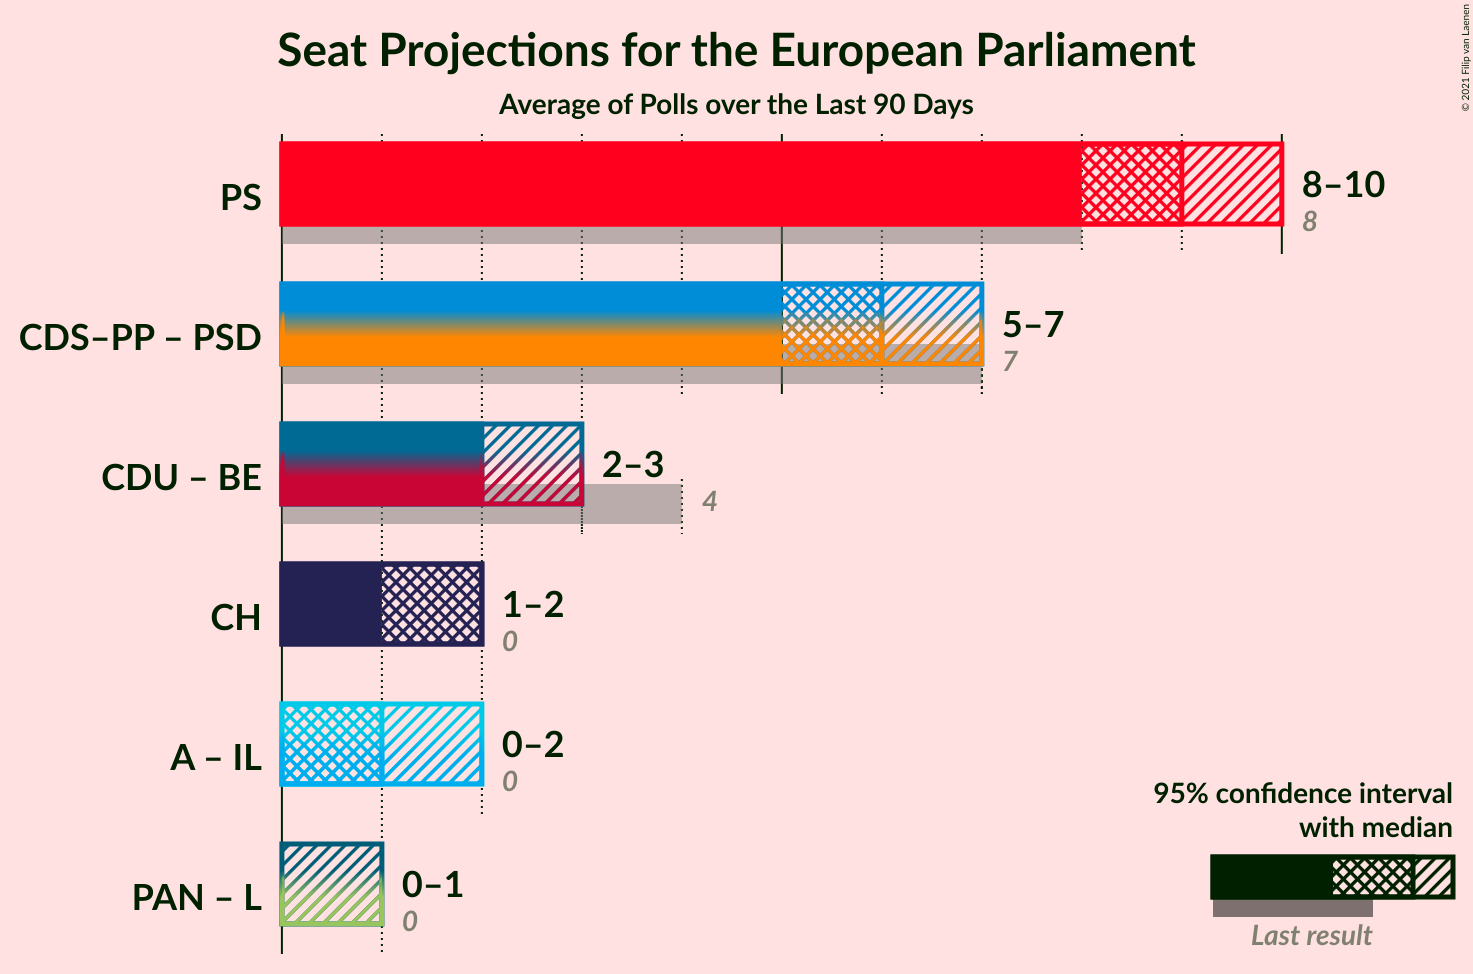 Seat Projections for the European Parliament
Average of Polls over the Last 90 Days
© 2021 Filip van Laenen
PS
8–10
8
CDS–PP – PSD
5–7
7
CDU – BE
2–3
4
CH
1–2
0
A – IL
0–2
0
PAN – L
0–1
0
95% confidence interval
with median
Last result